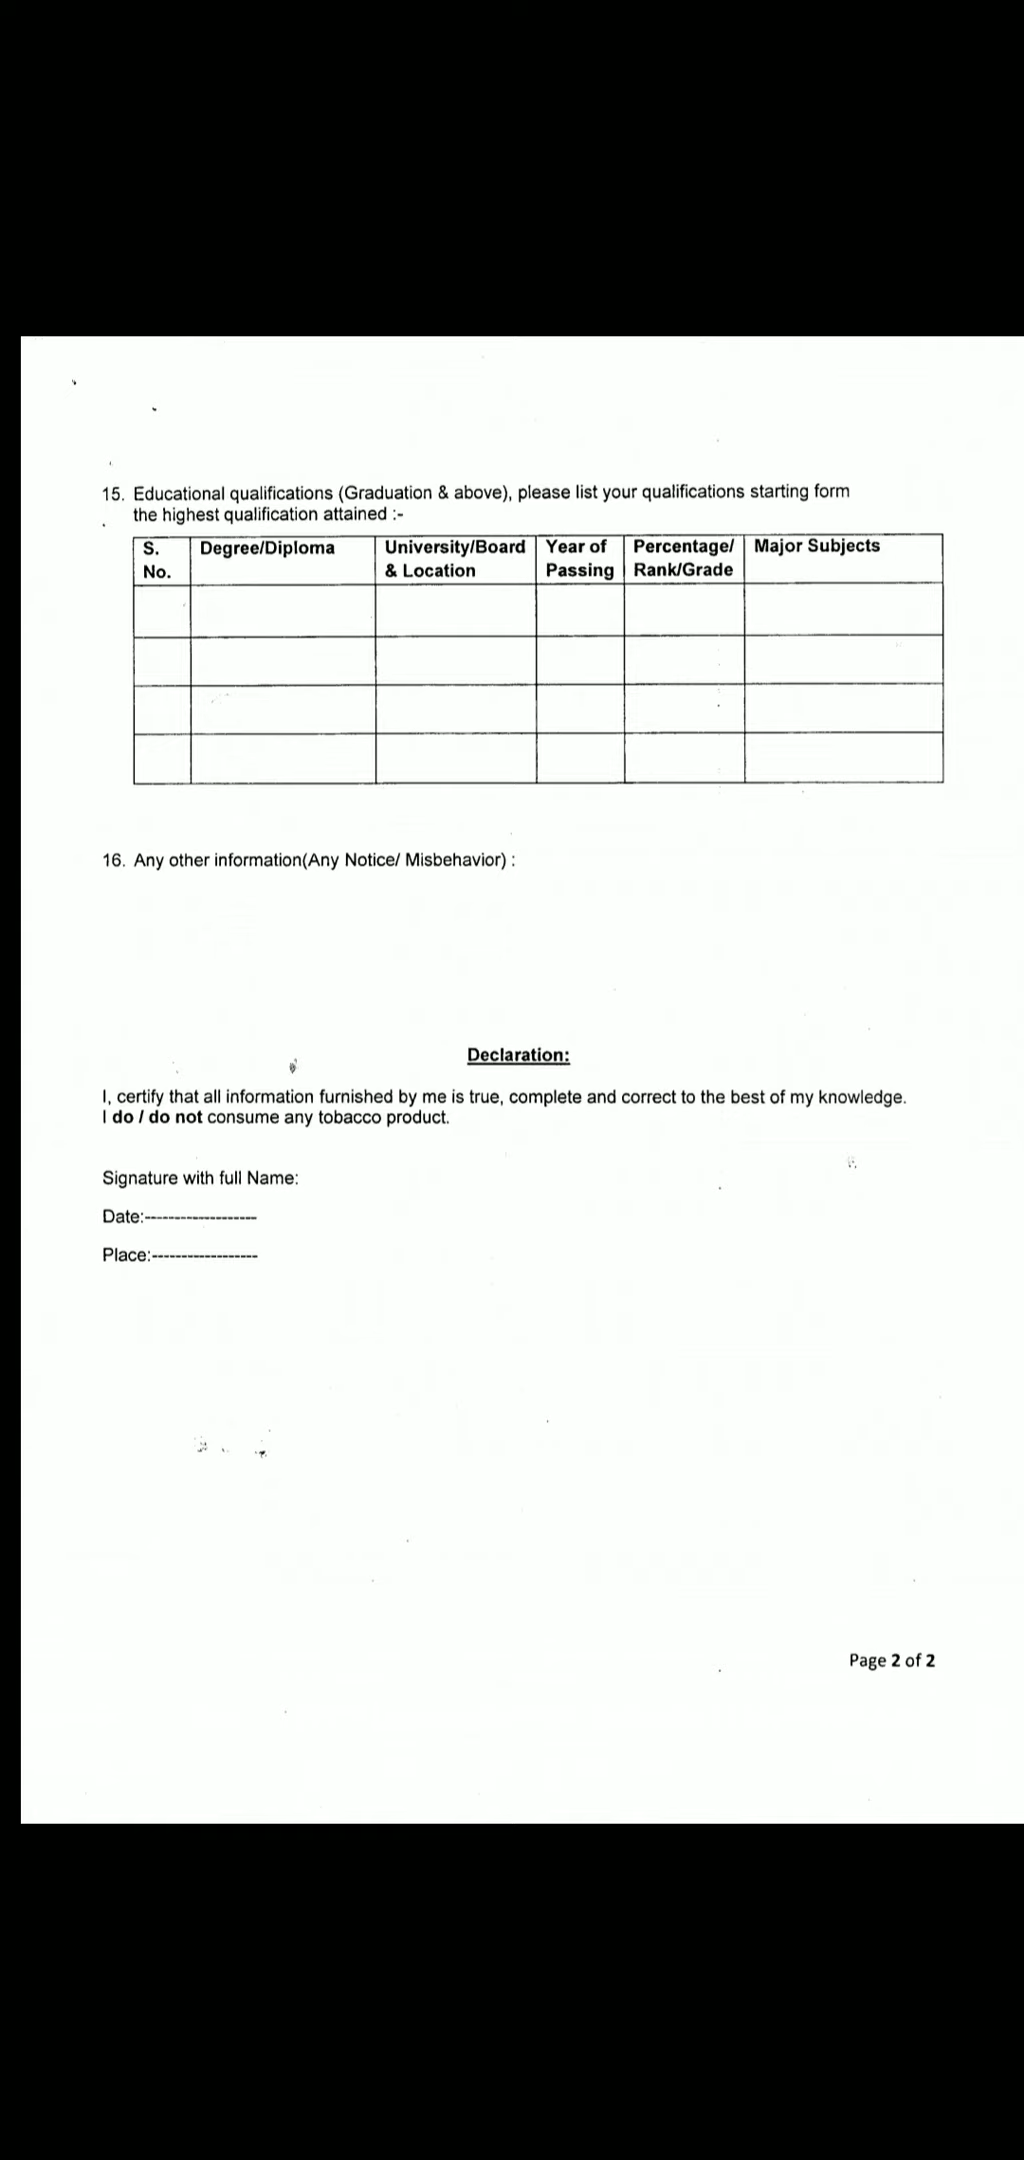 15. Educational qualifications (Graduation & above), please list your qualifications starting form
the highest qualification attained :-
S. No. Degree/Diploma University/Board & Location Year of Passing Percentage/ Rank/Grade Major Subjects
16. Any other information(Any Notice/ Misbehavior) :
Declaration:
I, certify that all information furnished by me is true, complete and correct to the best of my knowledge.
I do / do not consume any tobacco product.
Signature with full Name:
Date:-------------------
Place:------------------
Page 2 of 2